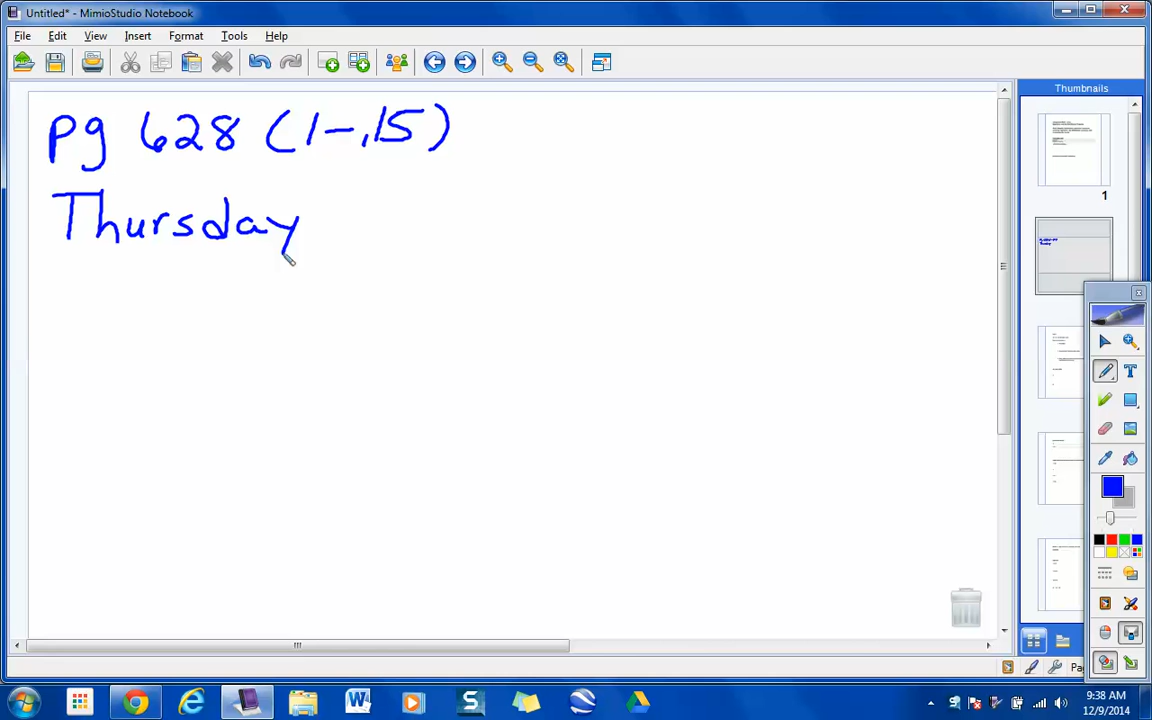 Untitled* - MimioStudio Notebook
File Edit View Insert Format Tools Help
Thumbnails
pg 628 (1-,15)
Thursday
1
9:38 AM
12/9/2014